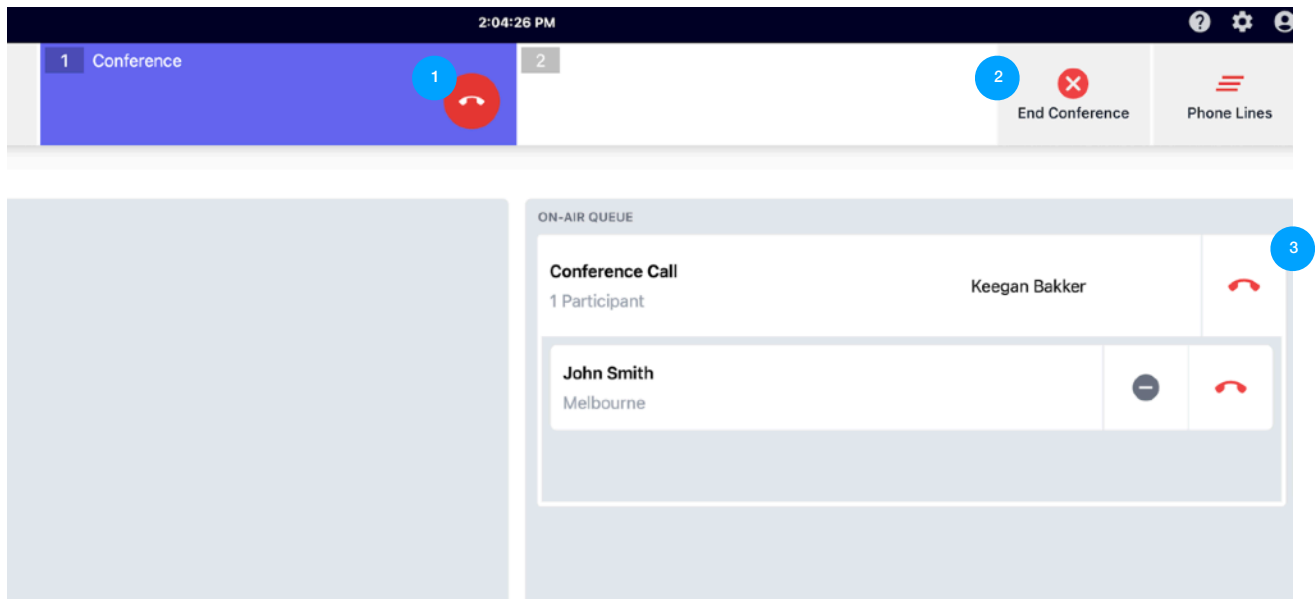 2:04:26 PM
1 Conference
1
2
2
End Conference
Phone Lines
ON-AIR QUEUE
3
Conference Call
1 Participant
Keegan Bakker
John Smith
Melbourne